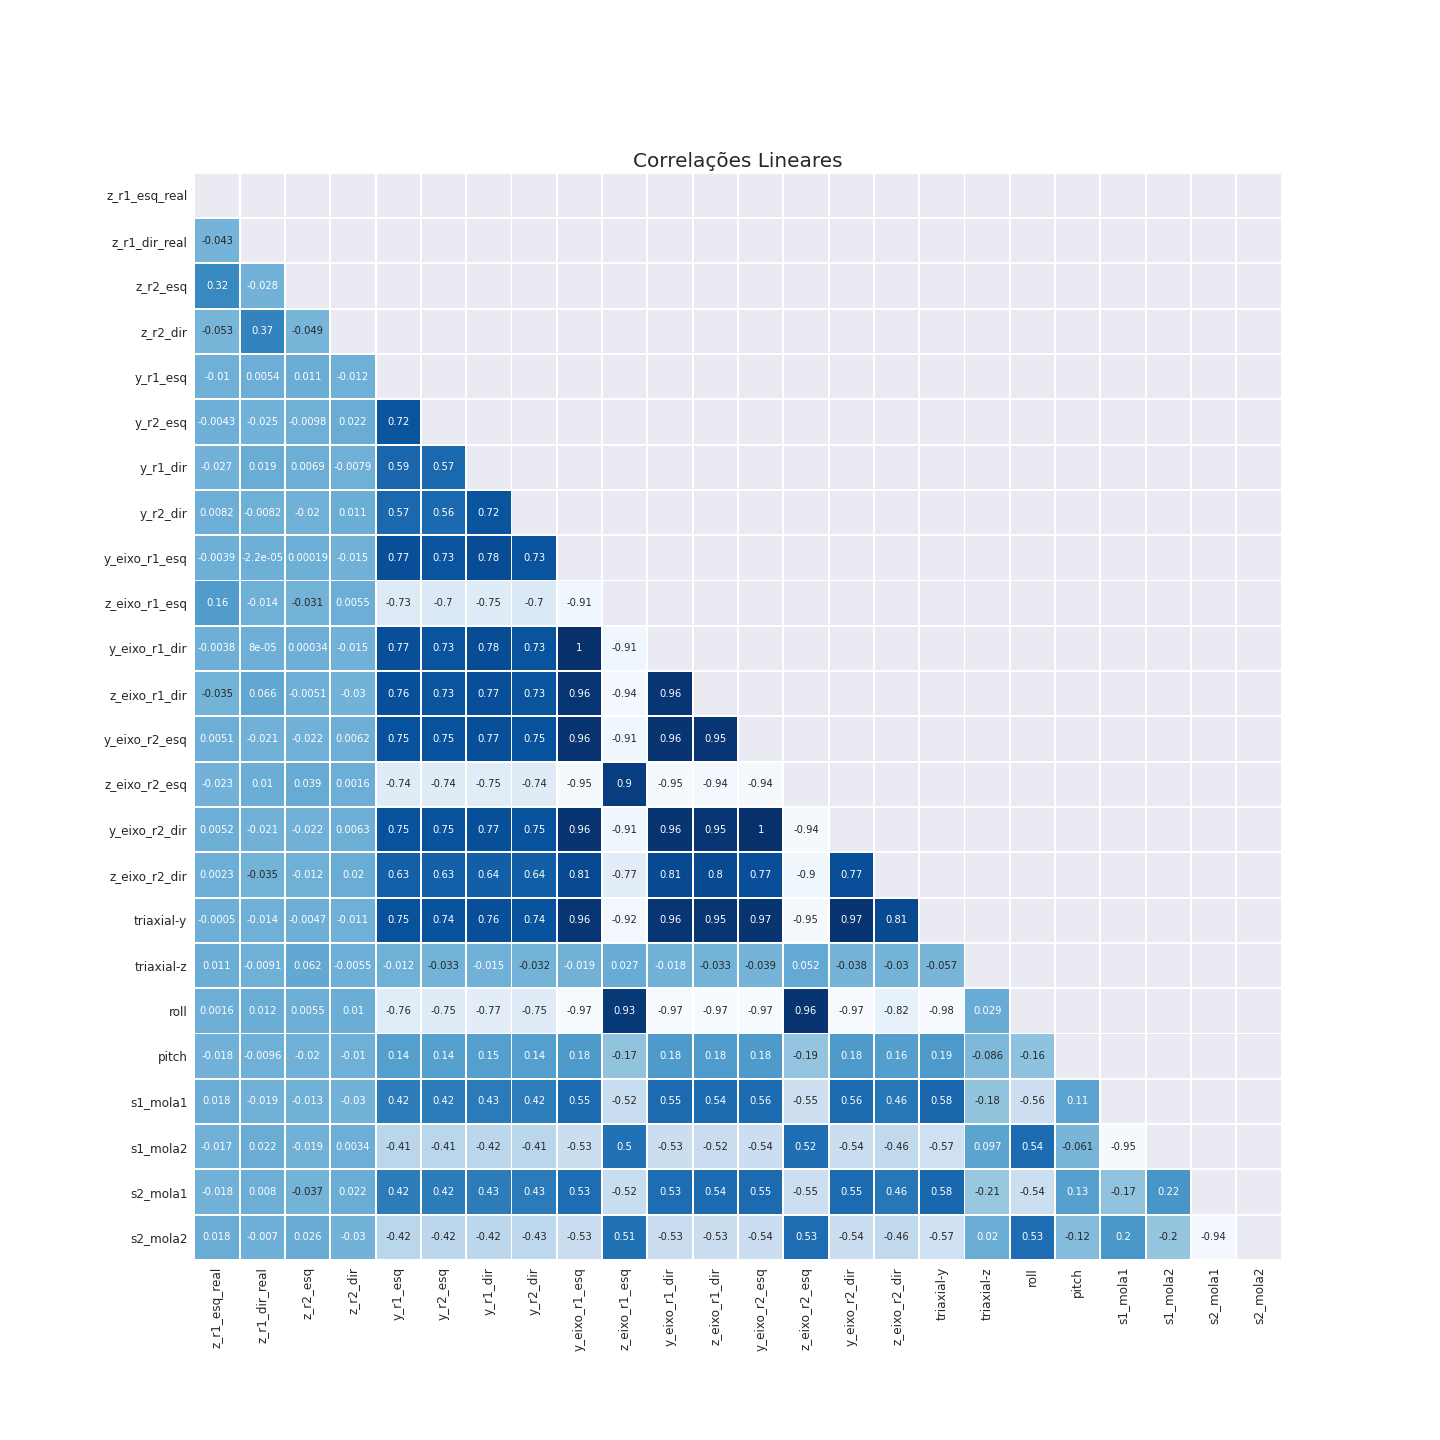 Correlações Lineares
z_r1_esq_real
z_r1_dir_real -0.043
z_r2_esq 0.32 -0.028
z_r2_dir -0.053 0.37 -0.049
y_r1_esq -0.01 0.0054 0.011 -0.012
y_r2_esq -0.0043 -0.025 -0.0098 0.022 0.72
y_r1_dir -0.027 0.019 0.0069 -0.0079 0.59 0.57
y_r2_dir 0.0082 -0.0082 -0.02 0.011 0.57 0.56 0.72
y_eixo_r1_esq -0.0039 -2.2e-05 0.00019 -0.015 0.77 0.73 0.78 0.73
z_eixo_r1_esq 0.16 -0.014 -0.031 0.0055 -0.73 -0.7 -0.75 -0.7 -0.91
y_eixo_r1_dir -0.0038 8e-05 0.00034 -0.015 0.77 0.73 0.78 0.73 1 -0.91
z_eixo_r1_dir -0.035 0.066 -0.0051 -0.03 0.76 0.73 0.77 0.73 0.96 -0.94 0.96
y_eixo_r2_esq 0.0051 -0.021 -0.022 0.0062 0.75 0.75 0.77 0.75 0.96 -0.91 0.96 0.95
z_eixo_r2_esq -0.023 0.01 0.039 0.0016 -0.74 -0.74 -0.75 -0.74 -0.95 0.9 -0.95 -0.94 -0.94
y_eixo_r2_dir 0.0052 -0.021 -0.022 0.0063 0.75 0.75 0.77 0.75 0.96 -0.91 0.96 0.95 1 -0.94
z_eixo_r2_dir 0.0023 -0.035 -0.012 0.02 0.63 0.63 0.64 0.64 0.81 -0.77 0.81 0.8 0.77 -0.9 0.77
triaxial-y -0.0005 -0.014 -0.0047 -0.011 0.75 0.74 0.76 0.74 0.96 -0.92 0.96 0.95 0.97 -0.95 0.97 0.81
triaxial-z 0.011 -0.0091 0.062 -0.0055 -0.012 -0.033 -0.015 -0.032 -0.019 0.027 -0.018 -0.033 -0.039 0.052 -0.038 -0.03 -0.057
roll 0.0016 0.012 0.0055 0.01 -0.76 -0.75 -0.77 -0.75 -0.97 0.93 -0.97 -0.97 -0.97 0.96 -0.97 -0.82 -0.98 0.029
pitch -0.018 -0.0096 -0.02 -0.01 0.14 0.14 0.15 0.14 0.18 -0.17 0.18 0.18 0.18 -0.19 0.18 0.16 0.19 -0.086 -0.16
s1_mola1 0.018 -0.019 -0.013 -0.03 0.42 0.42 0.43 0.42 0.55 -0.52 0.55 0.54 0.56 -0.55 0.56 0.46 0.58 -0.18 -0.56 0.11
s1_mola2 -0.017 0.022 -0.019 0.0034 -0.41 -0.41 -0.42 -0.41 -0.53 0.5 -0.53 -0.52 -0.54 0.52 -0.54 -0.46 -0.57 0.097 0.54 -0.061 -0.95
s2_mola1 -0.018 0.008 -0.037 0.022 0.42 0.42 0.43 0.43 0.53 -0.52 0.53 0.54 0.55 -0.55 0.55 0.46 0.58 -0.21 -0.54 0.13 -0.17 0.22
s2_mola2 0.018 -0.007 0.026 -0.03 -0.42 -0.42 -0.42 -0.43 -0.53 0.51 -0.53 -0.53 -0.54 0.53 -0.54 -0.46 -0.57 0.02 0.53 -0.12 0.2 -0.2 -0.94
z_r1_esq_real z_r1_dir_real z_r2_esq z_r2_dir y_r1_esq y_r2_esq y_r1_dir y_r2_dir y_eixo_r1_esq z_eixo_r1_esq y_eixo_r1_dir z_eixo_r1_dir y_eixo_r2_esq z_eixo_r2_esq y_eixo_r2_dir z_eixo_r2_dir triaxial-y triaxial-z roll pitch s1_mola1 s1_mola2 s2_mola1 s2_mola2